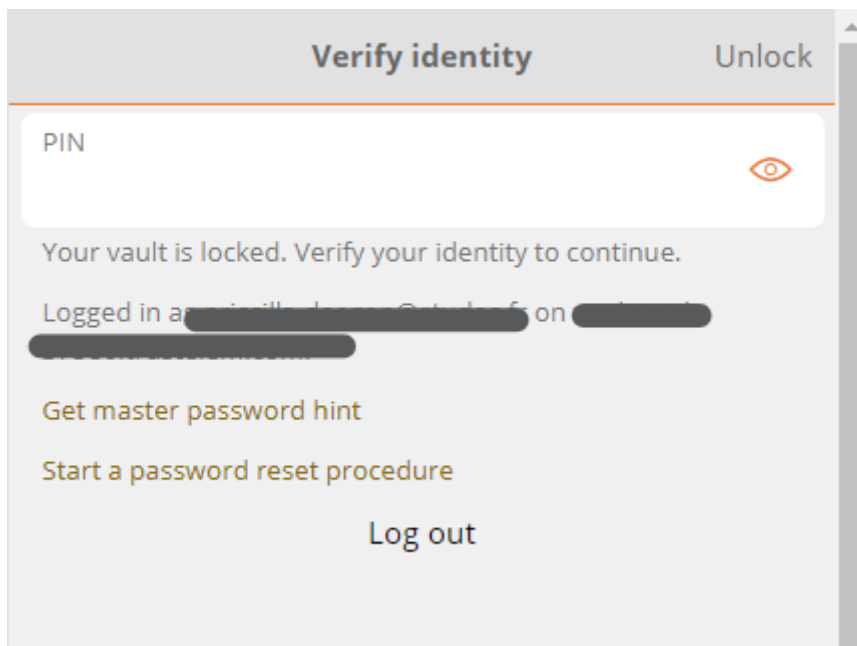 Verify identity
Unlock
PIN
Your vault is locked. Verify your identity to continue.
Logged in on
Get master password hint
Start a password reset procedure
Log out